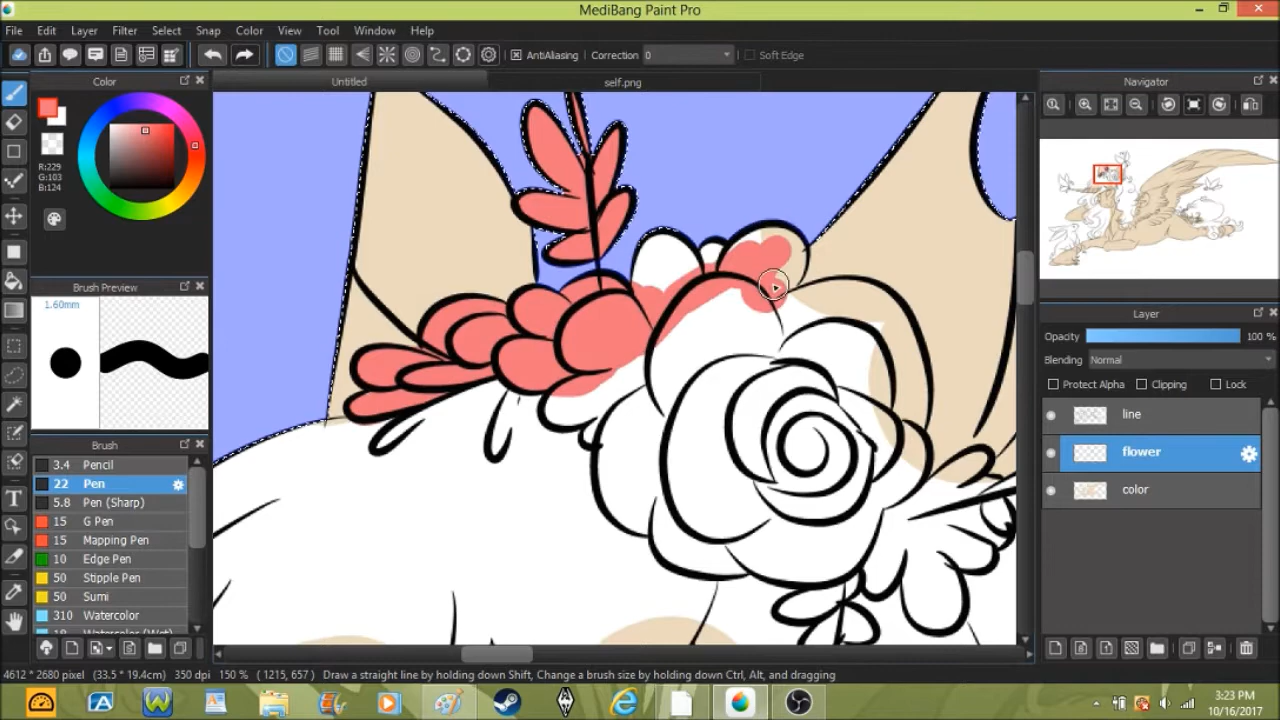 MediBang Paint Pro
File Edit Layer Filter Select Snap Color View Tool Window Help
AntiAliasing Correction 0 Soft Edge
Color Untitled self.png Navigator
R:229
G:103
B:124
Brush Preview
1.60mm
Layer
Opacity 100 %
Blending Normal
Protect Alpha Clipping Lock
line
flower
color
Brush
3.4 Pencil
22 Pen
5.8 Pen (Sharp)
15 G Pen
15 Mapping Pen
10 Edge Pen
50 Stipple Pen
50 Sumi
310 Watercolor
T
4612 * 2680 pixel (33.5 * 19.4cm) 350 dpi 150 % ( 1215, 657 ) Draw a straight line by holding down Shift, Change a brush size by holding down Ctrl, Alt, and dragging
3:23 PM
10/16/2017